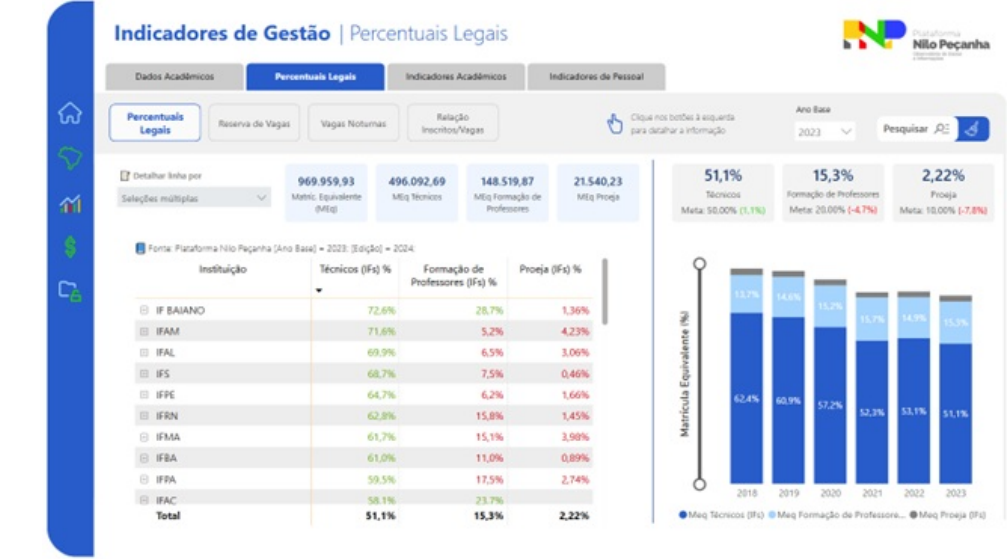 Indicadores de Gestão | Percentuais Legais
Plataforma
Nilo Peçanha
Dados Acadêmicos
Percentuais Legais
Indicadores Acadêmicos
Indicadores de Pessoal
Percentuais
Legais
Reserva de Vagas
Vagas Noturnas
Relação
Inscritos/Vagas
Clique nos botões à esquerda
para detalhar a informação
Ano Base
2023
Pesquisar
Detalhar linha por
Seleções múltiplas
969.959,93
Matric. Equivalente
(MEq)
496.092,69
MEq Técnicos
148.519,87
MEq Formação de
Professores
21.540,23
MEq Proeja
51,1%
Técnicos
Meta: 50,00% (1,1%)
15,3%
Formação de Professores
Meta: 20,00% (-4,7%)
2,22%
Proeja
Meta: 10,00% (-7,8%)
Fonte: Plataforma Nilo Peçanha [Ano Base] = 2023; [Edição] = 2024;
Instituição Técnicos (IFs) % Formação de Professores (IFs) % Proeja (IFs) %
IF BAIANO 72,6% 28,7% 1,36%
IFAM 71,6% 5,2% 4,23%
IFAL 69,9% 6,5% 3,06%
IFS 68,7% 7,5% 0,46%
IFPE 64,7% 6,2% 1,66%
IFRN 62,8% 15,8% 1,45%
IFMA 61,7% 15,1% 3,98%
IFBA 61,0% 11,0% 0,89%
IFPA 59,5% 17,5% 2,74%
IFAC 58,1% 23,7%
Total 51,1% 15,3% 2,22%
Matrícula Equivalente (%)
13,7% 14,6% 15,2% 15,7% 14,9% 15,3%
62,4% 60,9% 57,2% 52,3% 53,1% 51,1%
2018 2019 2020 2021 2022 2023
Meq Técnicos (IFs) Meq Formação de Professore... Meq Proeja (IFs)